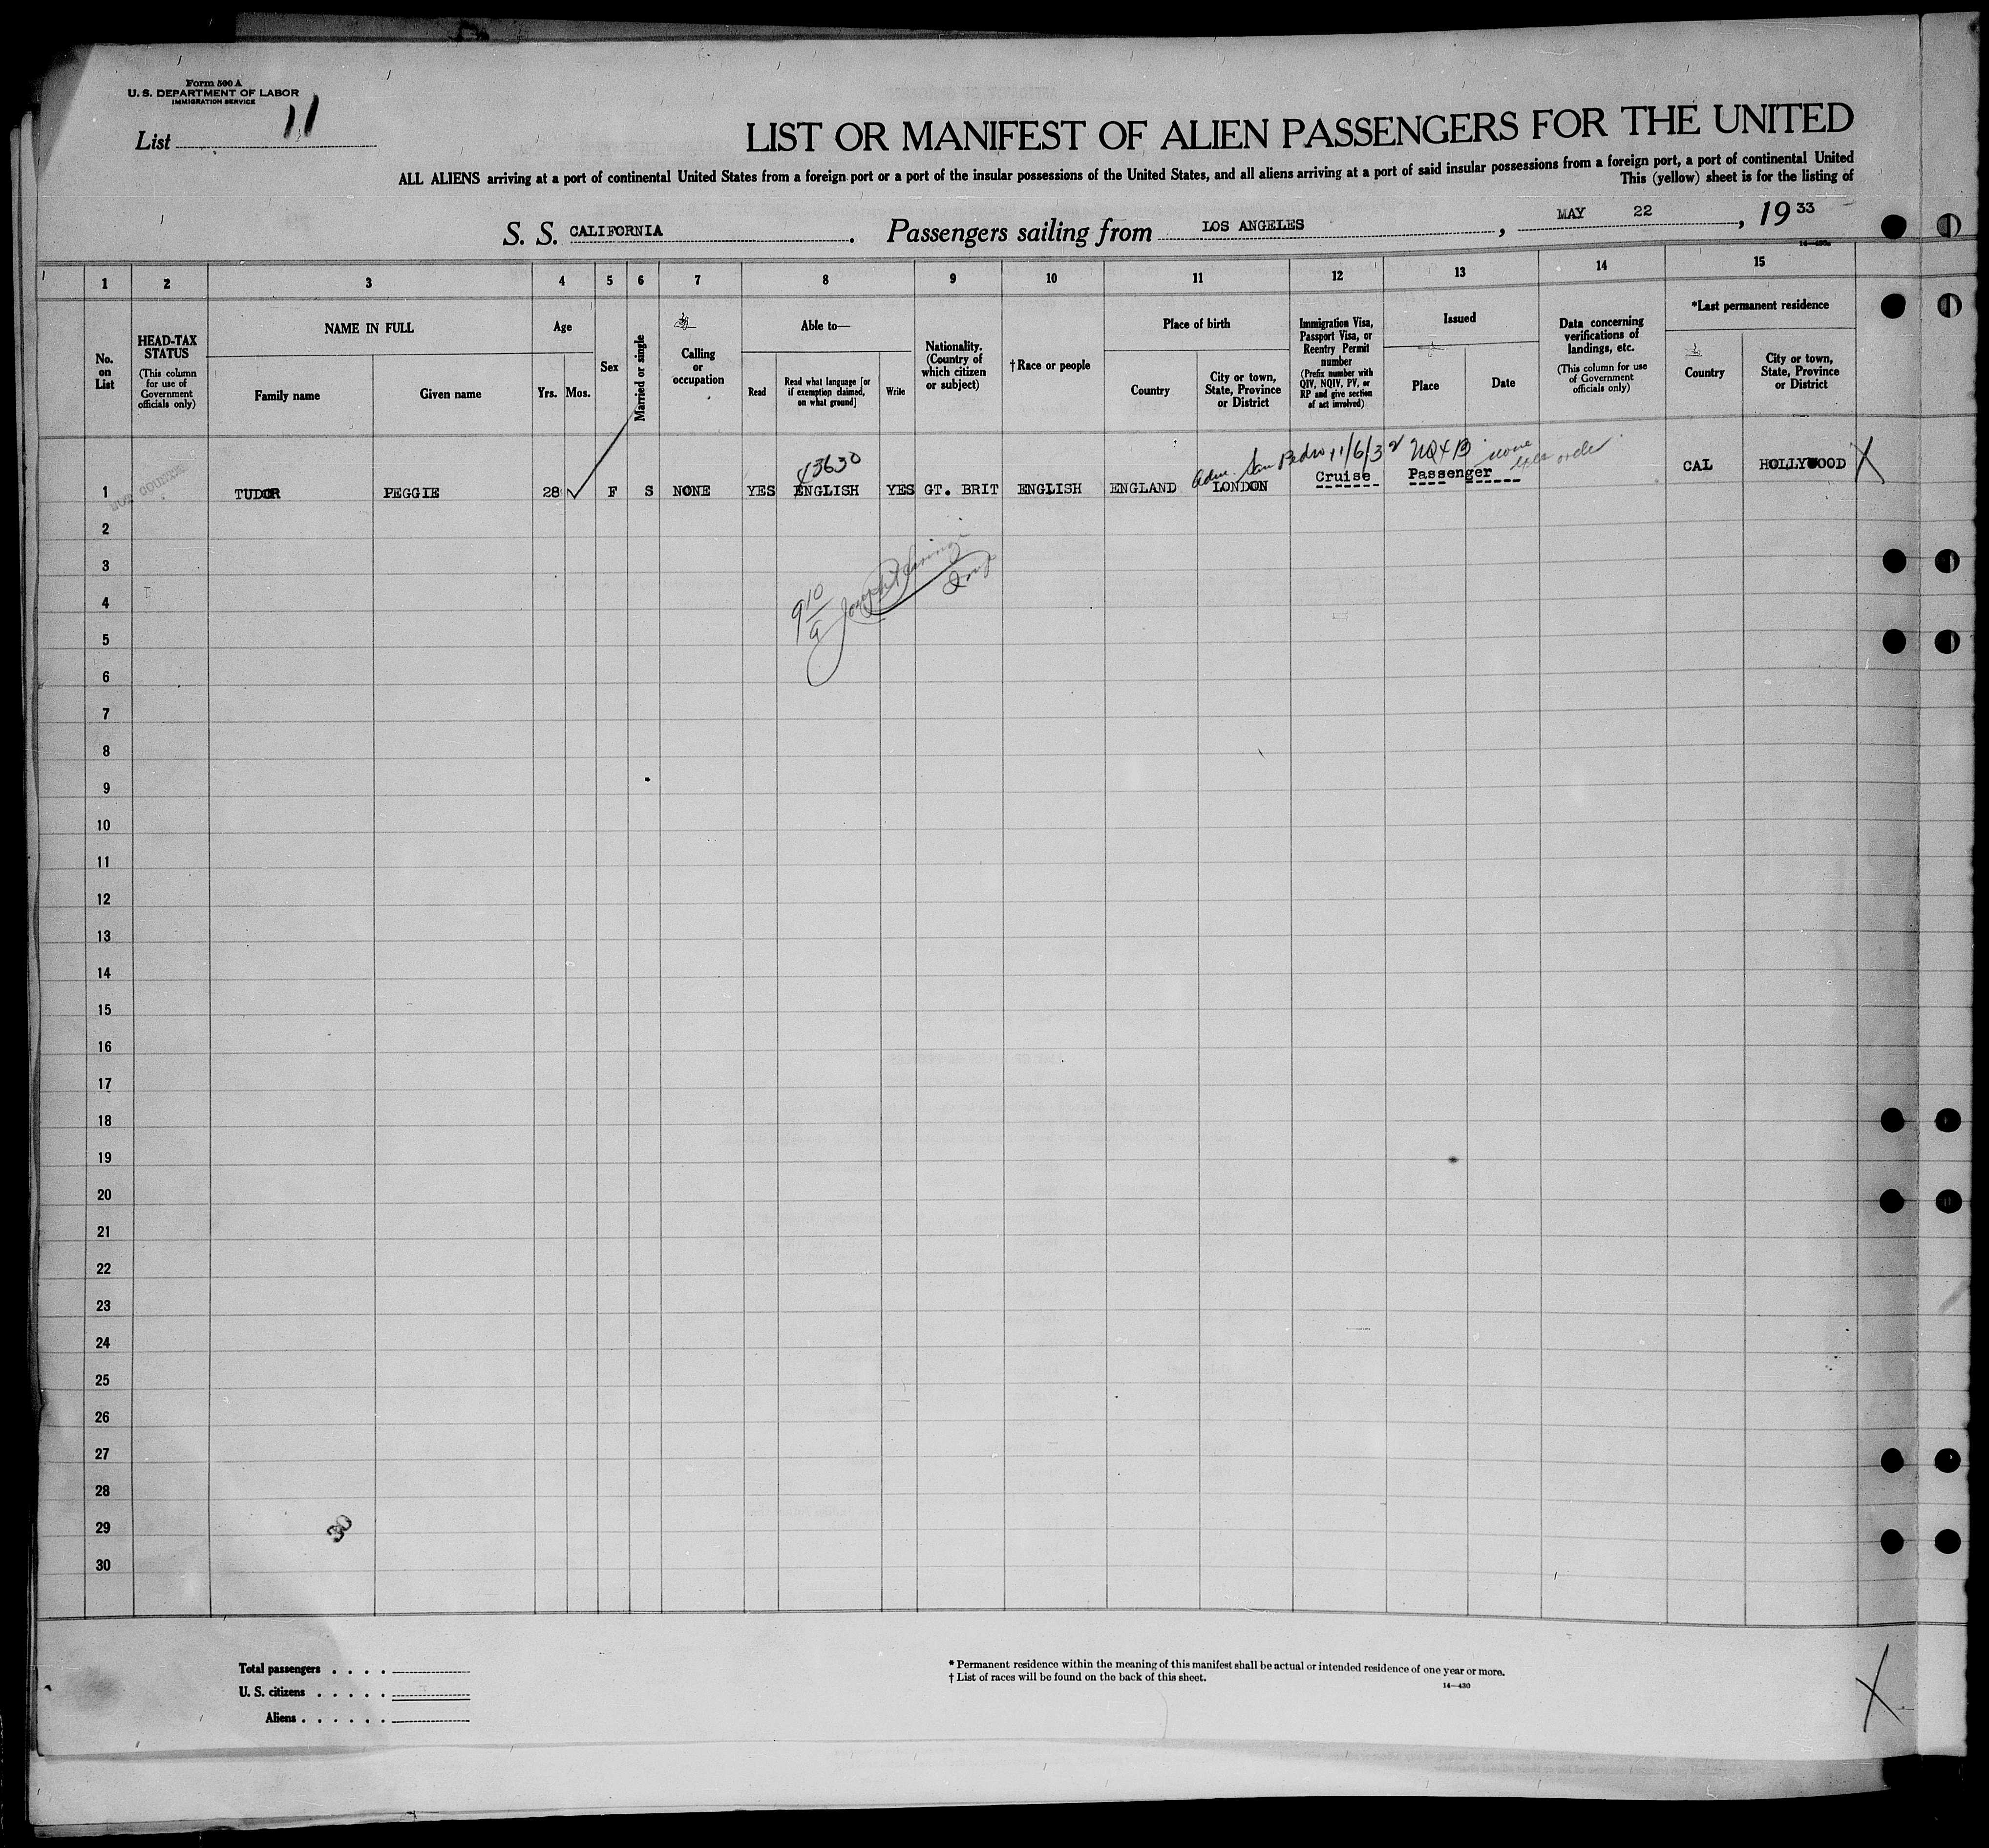 Form 500 A
U. S. DEPARTMENT OF LABOR
IMMIGRATION SERVICE
List 11
LIST OR MANIFEST OF ALIEN PASSENGERS FOR THE UNITED
ALL ALIENS arriving at a port of continental United States from a foreign port or a port of the insular possessions of the United States, and all aliens arriving at a port of said insular possessions from a foreign port, a port of continental United
This (yellow) sheet is for the listing of
S. S. CALIFORNIA. Passengers sailing from LOS ANGELES, MAY 22, 1933
1 2 3 4 5 6 7 8 9 10 11 12 13 14 15
No. on List
HEAD-TAX STATUS
(This column for use of Government officials only)
NAME IN FULL
Family name
Given name
Age
Yrs.
Mos.
Sex
Married or single
Calling or occupation
Able to—
Read
Read what language [or if exemption claimed, on what ground]
Write
Nationality. (Country of which citizen or subject)
† Race or people
Place of birth
Country
City or town, State, Province or District
Immigration Visa, Passport Visa, or Reentry Permit number
(Prefix number with QIV, NQIV, PV, or RP and give section of act involved)
Issued
Place
Date
Data concerning verifications of landings, etc.
(This column for use of Government officials only)
*Last permanent residence
Country
City or town, State, Province or District
43630
Adm. San Pedro 11/6/32
NOT COUNTED
1 TUDOR PEGGIE 28 F S NONE YES ENGLISH YES GT. BRIT ENGLISH ENGLAND LONDON Cruise Passenger CAL HOLLYWOOD X
2
3
4
5
6
7
8
9
10
11
12
13
14
15
16
17
18
19
20
21
22
23
24
25
26
27
28
29
30
30
Total passengers
U. S. citizens
Aliens
* Permanent residence within the meaning of this manifest shall be actual or intended residence of one year or more.
† List of races will be found on the back of this sheet.
14—430
X